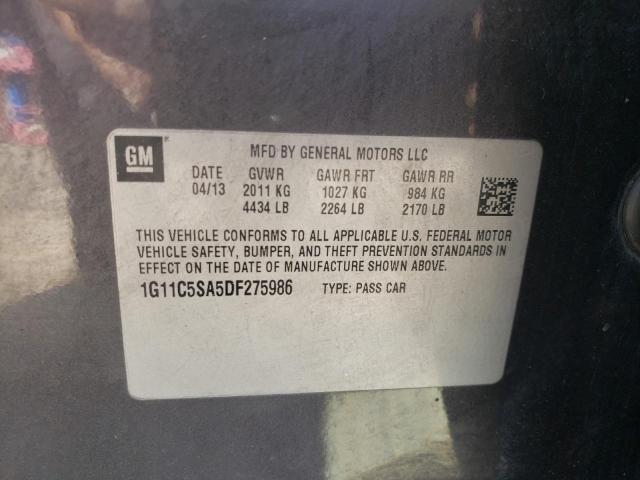 GM
MFD BY GENERAL MOTORS LLC
DATE GVWR GAWR FRT GAWR RR
04/13 2011 KG 1027 KG 984 KG
4434 LB 2264 LB 2170 LB
THIS VEHICLE CONFORMS TO ALL APPLICABLE U.S. FEDERAL MOTOR
VEHICLE SAFETY, BUMPER, AND THEFT PREVENTION STANDARDS IN
EFFECT ON THE DATE OF MANUFACTURE SHOWN ABOVE.
1G11C5SA5DF275986 TYPE: PASS CAR